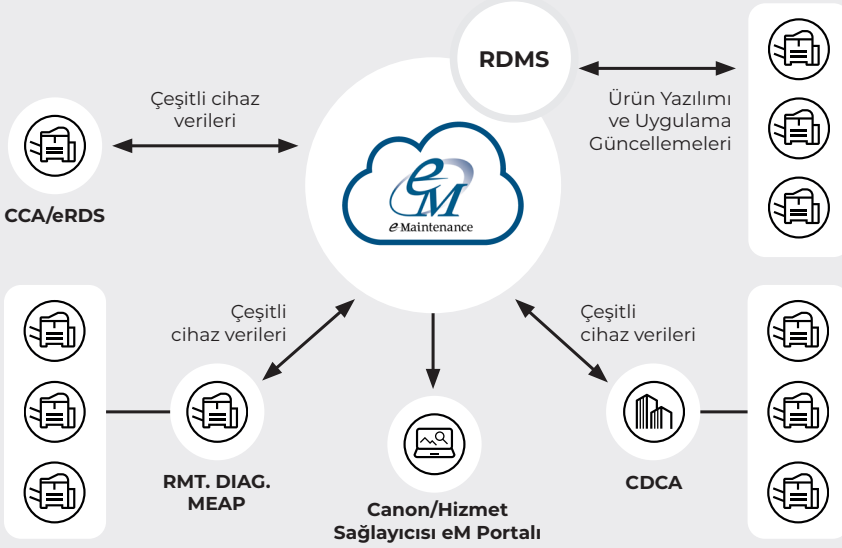 RDMS
Çeşitli cihaz
verileri
Ürün Yazılımı
ve Uygulama
Güncellemeleri
eM
e Maintenance
CCA/eRDS
Çeşitli
cihaz verileri
Çeşitli
cihaz verileri
RMT. DIAG.
MEAP
Canon/Hizmet
Sağlayıcısı eM Portalı
CDCA